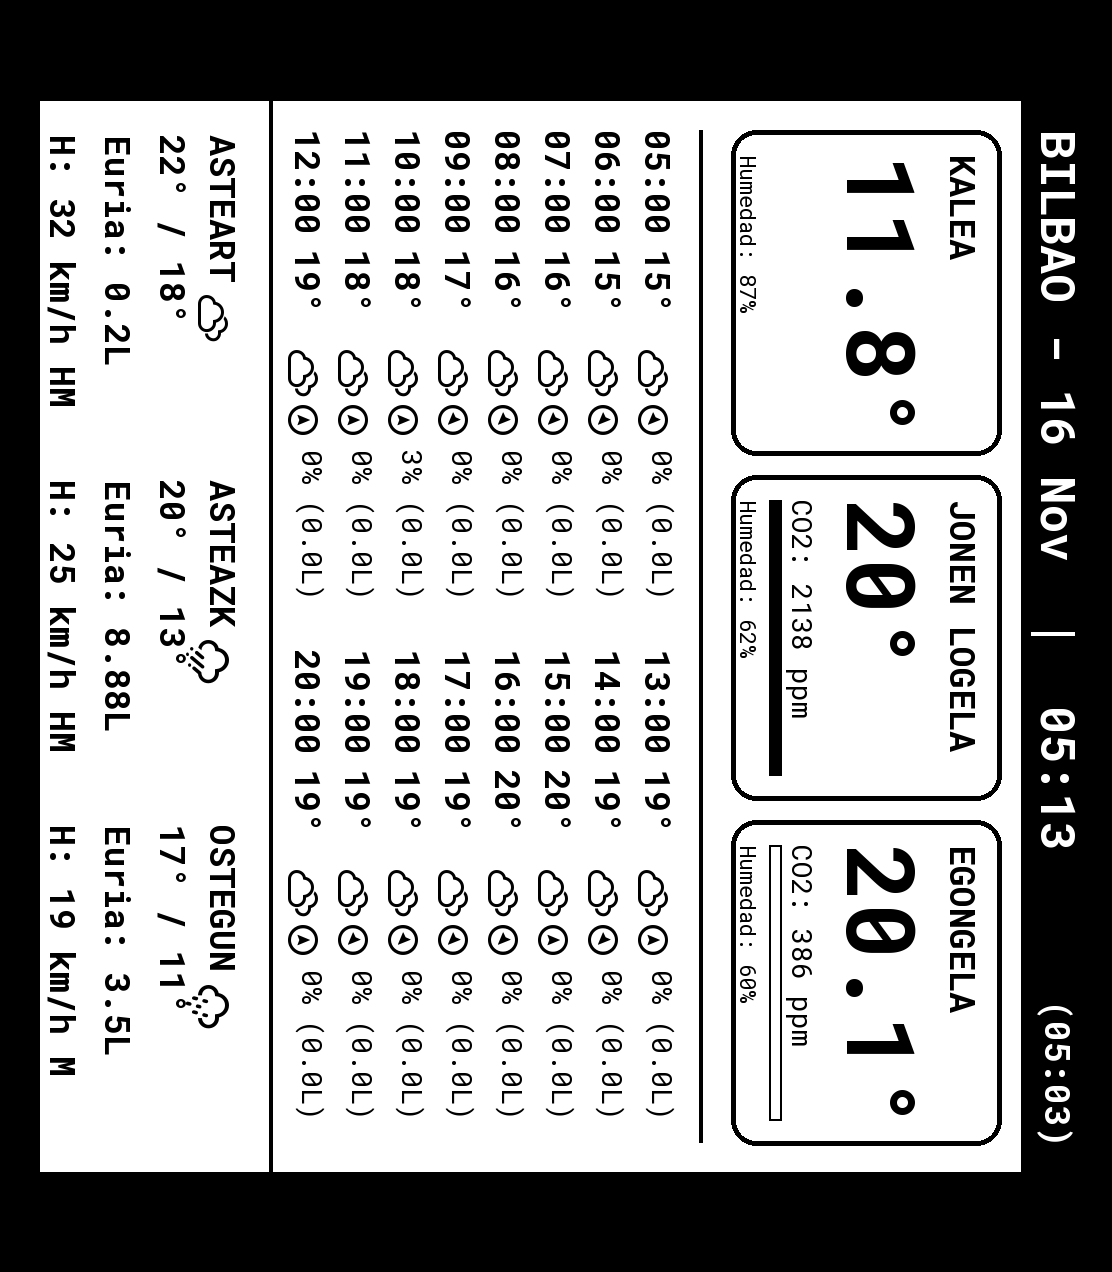 BILBAO - 16 Nov | 05:13 (05:03)
KALEA
11.8°
Humedad: 87%
JONEN LOGELA
20°
CO2: 2138 ppm
Humedad: 62%
EGONGELA
20.1°
CO2: 386 ppm
Humedad: 60%
05:00 15° 0% (0.0L)
06:00 15° 0% (0.0L)
07:00 16° 0% (0.0L)
08:00 16° 0% (0.0L)
09:00 17° 0% (0.0L)
10:00 18° 3% (0.0L)
11:00 18° 0% (0.0L)
12:00 19° 0% (0.0L)
13:00 19° 0% (0.0L)
14:00 19° 0% (0.0L)
15:00 20° 0% (0.0L)
16:00 20° 0% (0.0L)
17:00 19° 0% (0.0L)
18:00 19° 0% (0.0L)
19:00 19° 0% (0.0L)
20:00 19° 0% (0.0L)
ASTEART
22° / 18°
Euria: 0.2L
H: 32 km/h HM
ASTEAZK
20° / 13°
Euria: 8.88L
H: 25 km/h HM
OSTEGUN
17° / 11°
Euria: 3.5L
H: 19 km/h M